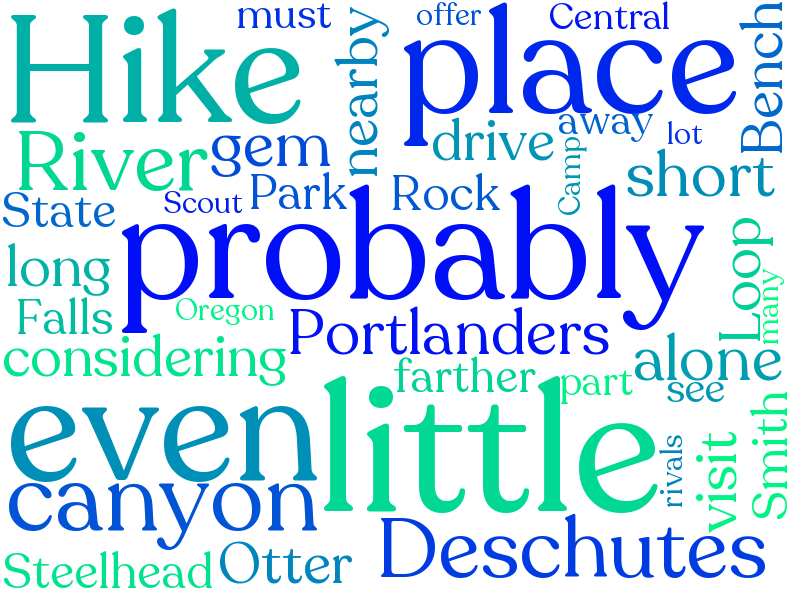 must
offer
Central
Hike
nearby
place
Bench
River
gem
drive
away
lot
Camp
short
State
Scout
Park
Rock
probably
long
Loop
many
Falls
Oregon
Portlanders
considering
farther
part
alone
see
even
little
rivals
visit
Smith
canyon
Steelhead
Otter
Deschutes